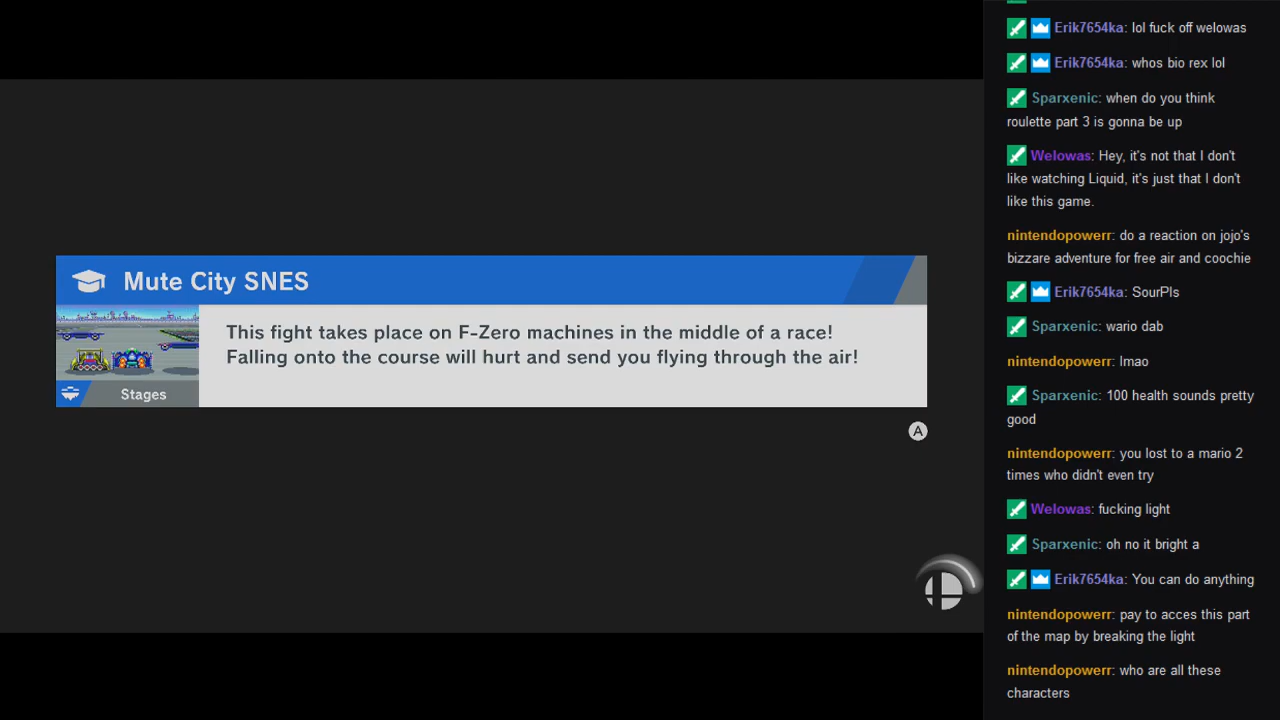 Mute City SNES
This fight takes place on F-Zero machines in the middle of a race!
Falling onto the course will hurt and send you flying through the air!
Stages
A
Erik7654ka: lol fuck off welowas
Erik7654ka: whos bio rex lol
Sparxenic: when do you think
roulette part 3 is gonna be up
Welowas: Hey, it's not that I don't
like watching Liquid, it's just that I don't
like this game.
nintendopowerr: do a reaction on jojo's
bizzare adventure for free air and coochie
Erik7654ka: SourPls
Sparxenic: wario dab
nintendopowerr: lmao
Sparxenic: 100 health sounds pretty
good
nintendopowerr: you lost to a mario 2
times who didn't even try
Welowas: fucking light
Sparxenic: oh no it bright a
Erik7654ka: You can do anything
nintendopowerr: pay to acces this part
of the map by breaking the light
nintendopowerr: who are all these
characters